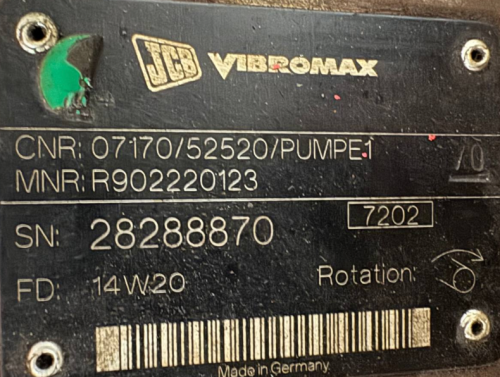 JCB VIBROMAX
CNR: 07170/52520/PUMPE1
70
MNR: R902220123
SN: 28288870
7202
FD: 14W20
Rotation:
Made in Germany